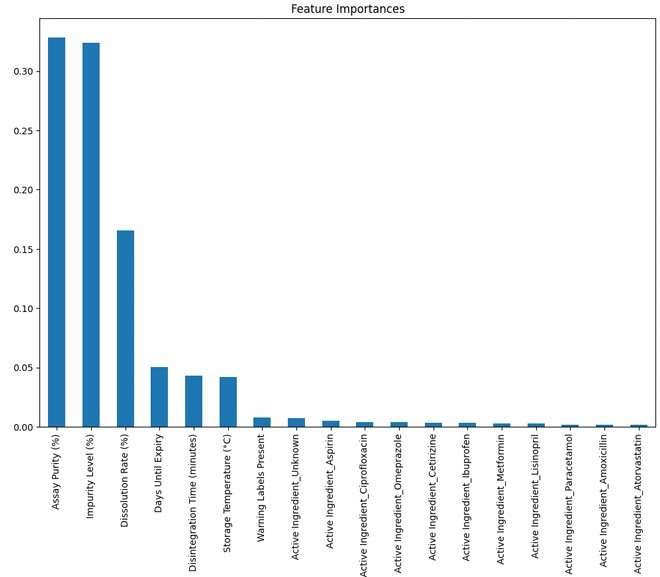 Feature Importances
0.30
0.25
0.20
0.15
0.10
0.05
0.00
Assay Purity (%)
Impurity Level (%)
Dissolution Rate (%)
Days Until Expiry
Disintegration Time (minutes)
Storage Temperature (°C)
Warning Labels Present
Active Ingredient_Unknown
Active Ingredient_Aspirin
Active Ingredient_Ciprofloxacin
Active Ingredient_Omeprazole
Active Ingredient_Cetirizine
Active Ingredient_Ibuprofen
Active Ingredient_Metformin
Active Ingredient_Lisinopril
Active Ingredient_Paracetamol
Active Ingredient_Amoxicillin
Active Ingredient_Atorvastatin